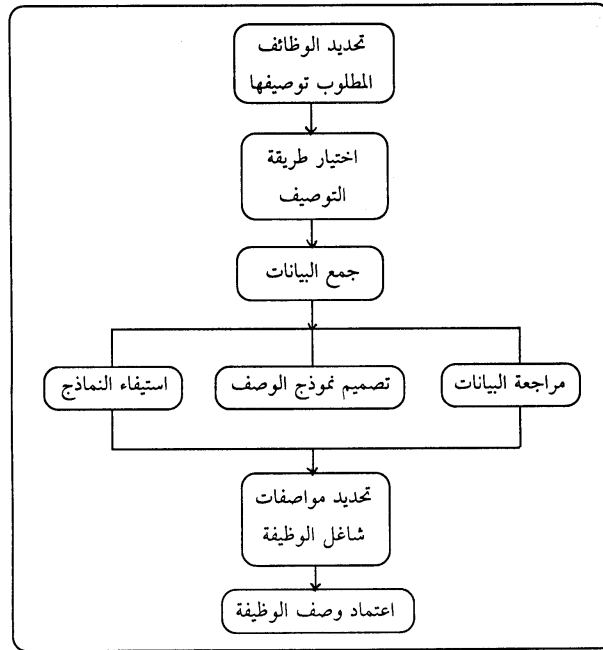 تحديد الوظائف
المطلوب توصيفها
اختيار طريقة
التوصيف
جمع البيانات
مراجعة البيانات
تصميم نموذج الوصف
استيفاء النماذج
تحديد مواصفات
شاغل الوظيفة
اعتماد وصف الوظيفة